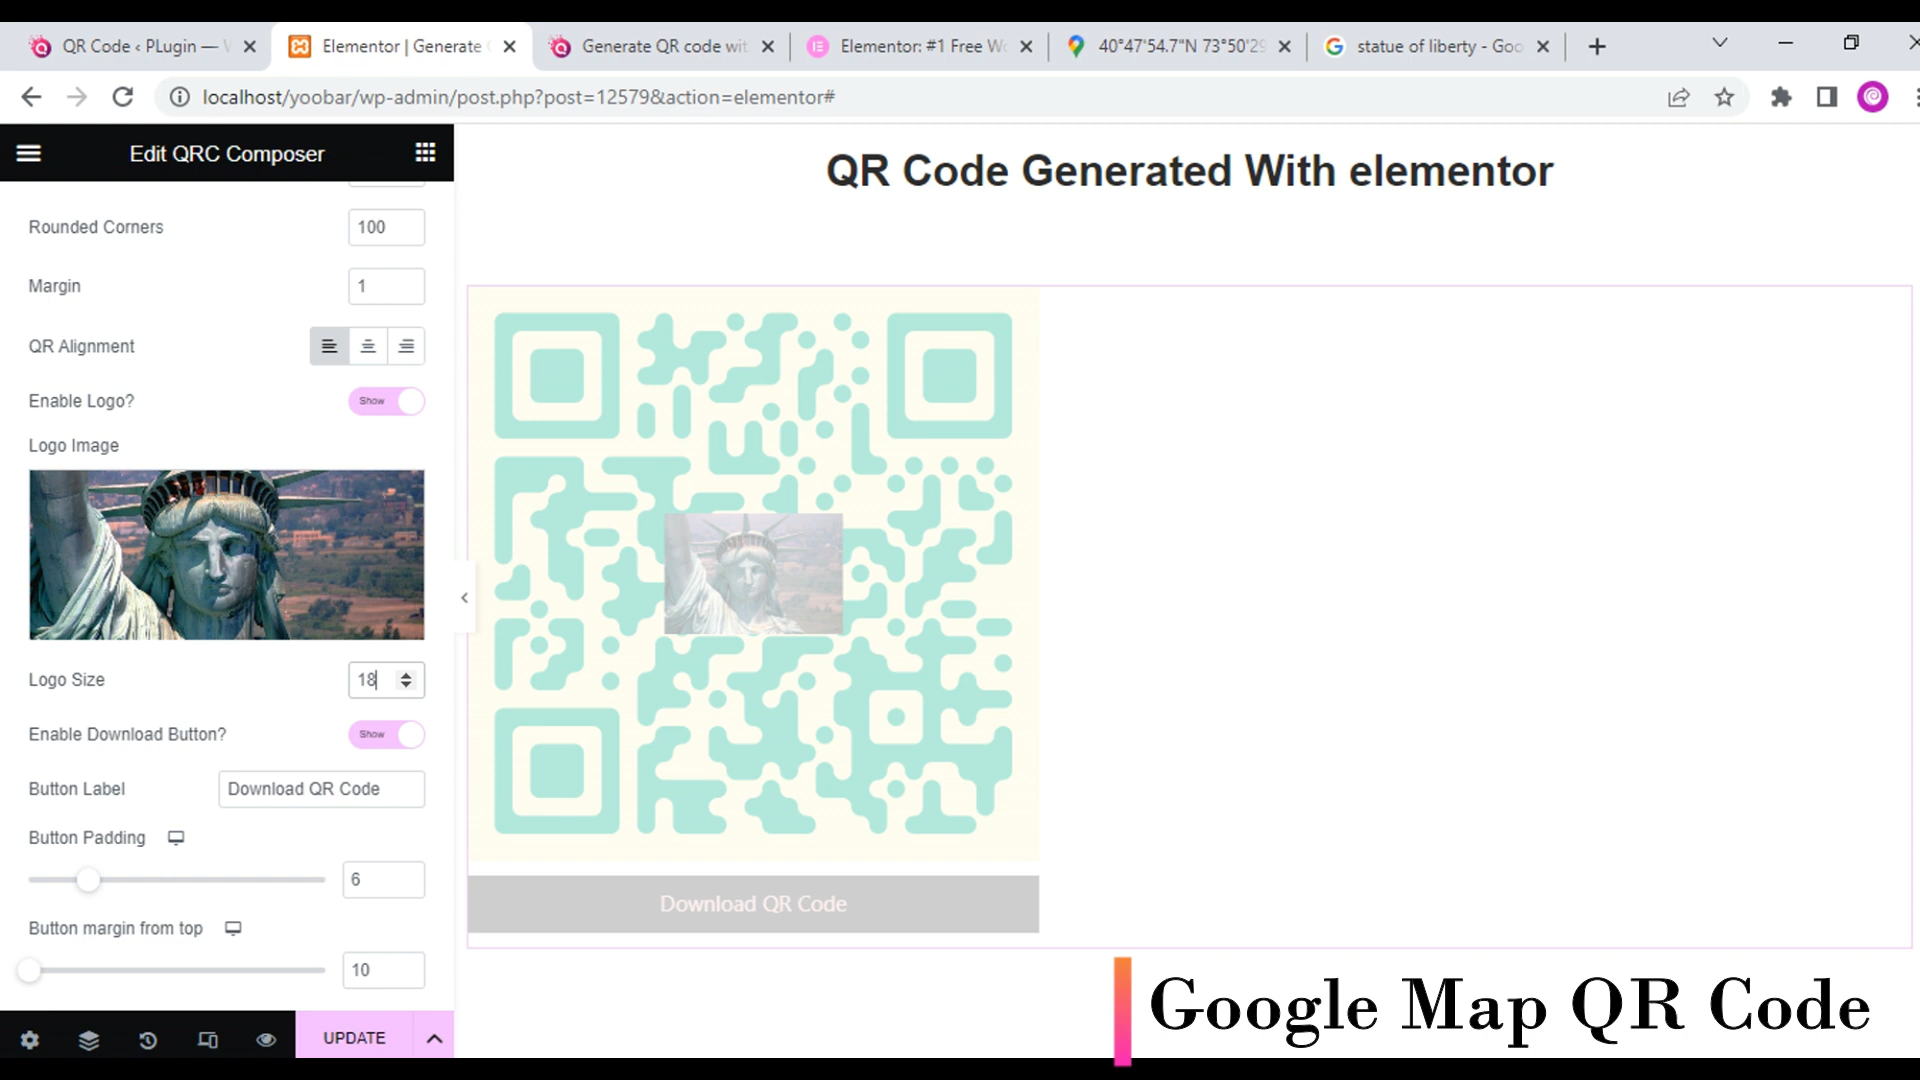 QR Code ‹ PLugin —
Elementor | Generate
Generate QR code wit
Elementor: #1 Free Wo
40°47'54.7"N 73°50'29
statue of liberty - Goo
localhost/yoobar/wp-admin/post.php?post=12579&action=elementor#
Edit QRC Composer
QR Code Generated With elementor
Rounded Corners 100
Margin 1
QR Alignment
Enable Logo? Show
Logo Image
Logo Size 18
Enable Download Button? Show
Button Label Download QR Code
Button Padding 6
Button margin from top 10
Download QR Code
UPDATE
Google Map QR Code